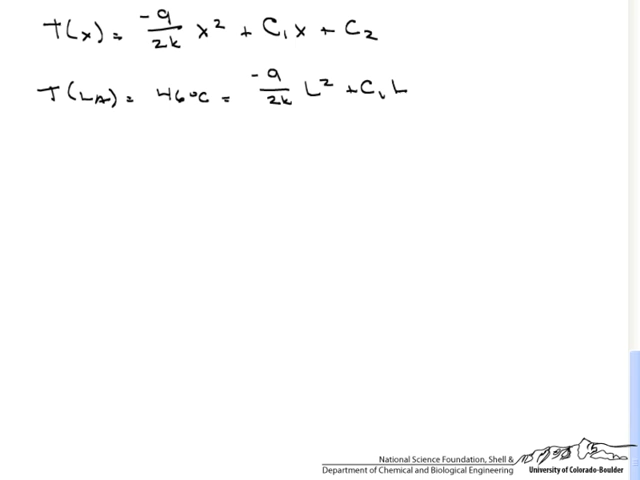 T(x) = -q/2k x² + C₁x + C₂
T(L_A) = 46°C = -q/2k L² + C₁L
National Science Foundation, Shell &
Department of Chemical and Biological Engineering
University of Colorado-Boulder